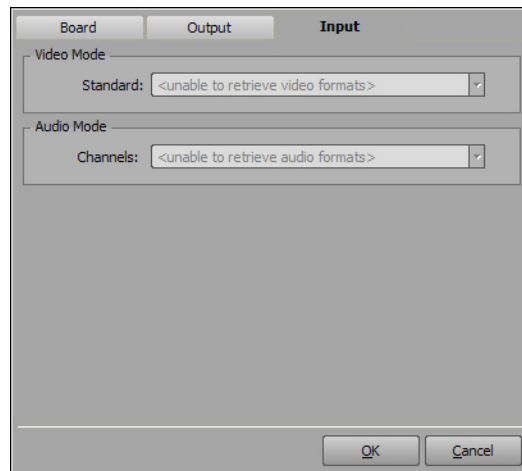 Board Output Input
Video Mode
Standard: <unable to retrieve video formats>
Audio Mode
Channels: <unable to retrieve audio formats>
OK Cancel